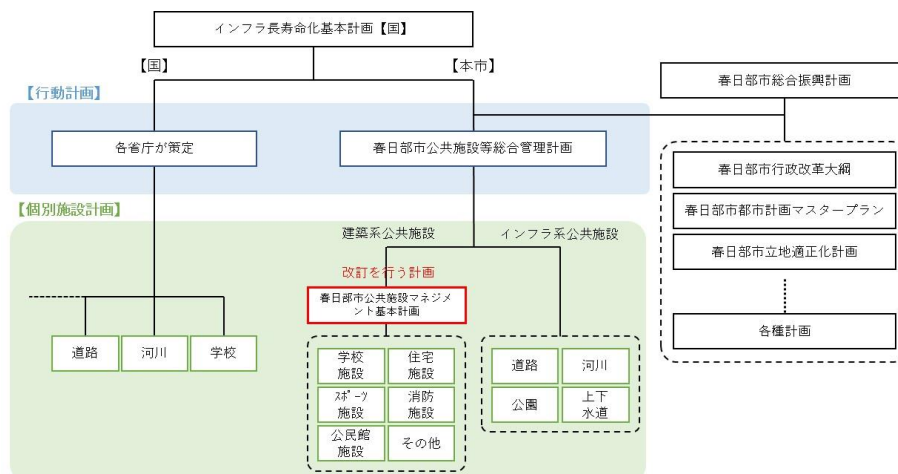 インフラ長寿命化基本計画【国】
【国】
【本市】
春日部市総合振興計画
【行動計画】
各省庁が策定
春日部市公共施設等総合管理計画
春日部市行政改革大綱
春日部市都市計画マスタープラン
春日部市立地適正化計画
各種計画
【個別施設計画】
建築系公共施設
インフラ系公共施設
改訂を行う計画
春日部市公共施設マネジメ
ント基本計画
道路
河川
学校
学校
施設
住宅
施設
スポーツ
施設
消防
施設
公民館
施設
その他
道路
河川
公園
上下
水道